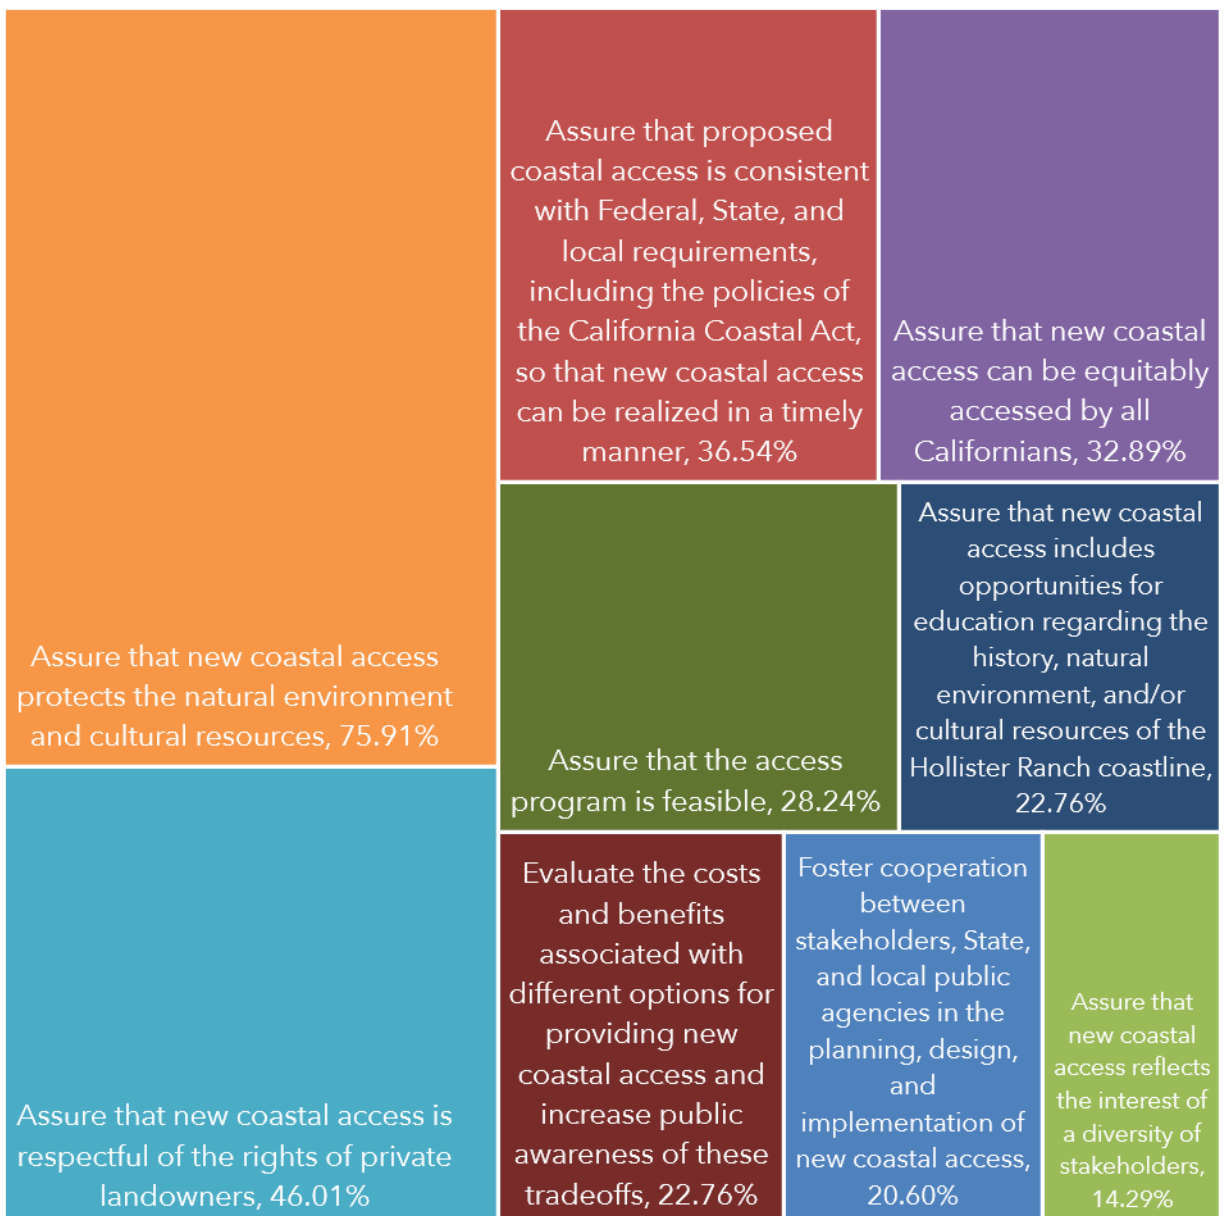 Assure that new coastal access
protects the natural environment
and cultural resources, 75.91%
Assure that new coastal access is
respectful of the rights of private
landowners, 46.01%
Assure that proposed
coastal access is consistent
with Federal, State, and
local requirements,
including the policies of
the California Coastal Act,
so that new coastal access
can be realized in a timely
manner, 36.54%
Assure that new coastal
access can be equitably
accessed by all
Californians, 32.89%
Assure that the access
program is feasible, 28.24%
Assure that new coastal
access includes
opportunities for
education regarding the
history, natural
environment, and/or
cultural resources of the
Hollister Ranch coastline,
22.76%
Evaluate the costs
and benefits
associated with
different options for
providing new
coastal access and
increase public
awareness of these
tradeoffs, 22.76%
Foster cooperation
between
stakeholders, State,
and local public
agencies in the
planning, design,
and
implementation of
new coastal access,
20.60%
Assure that
new coastal
access reflects
the interest of
a diversity of
stakeholders,
14.29%